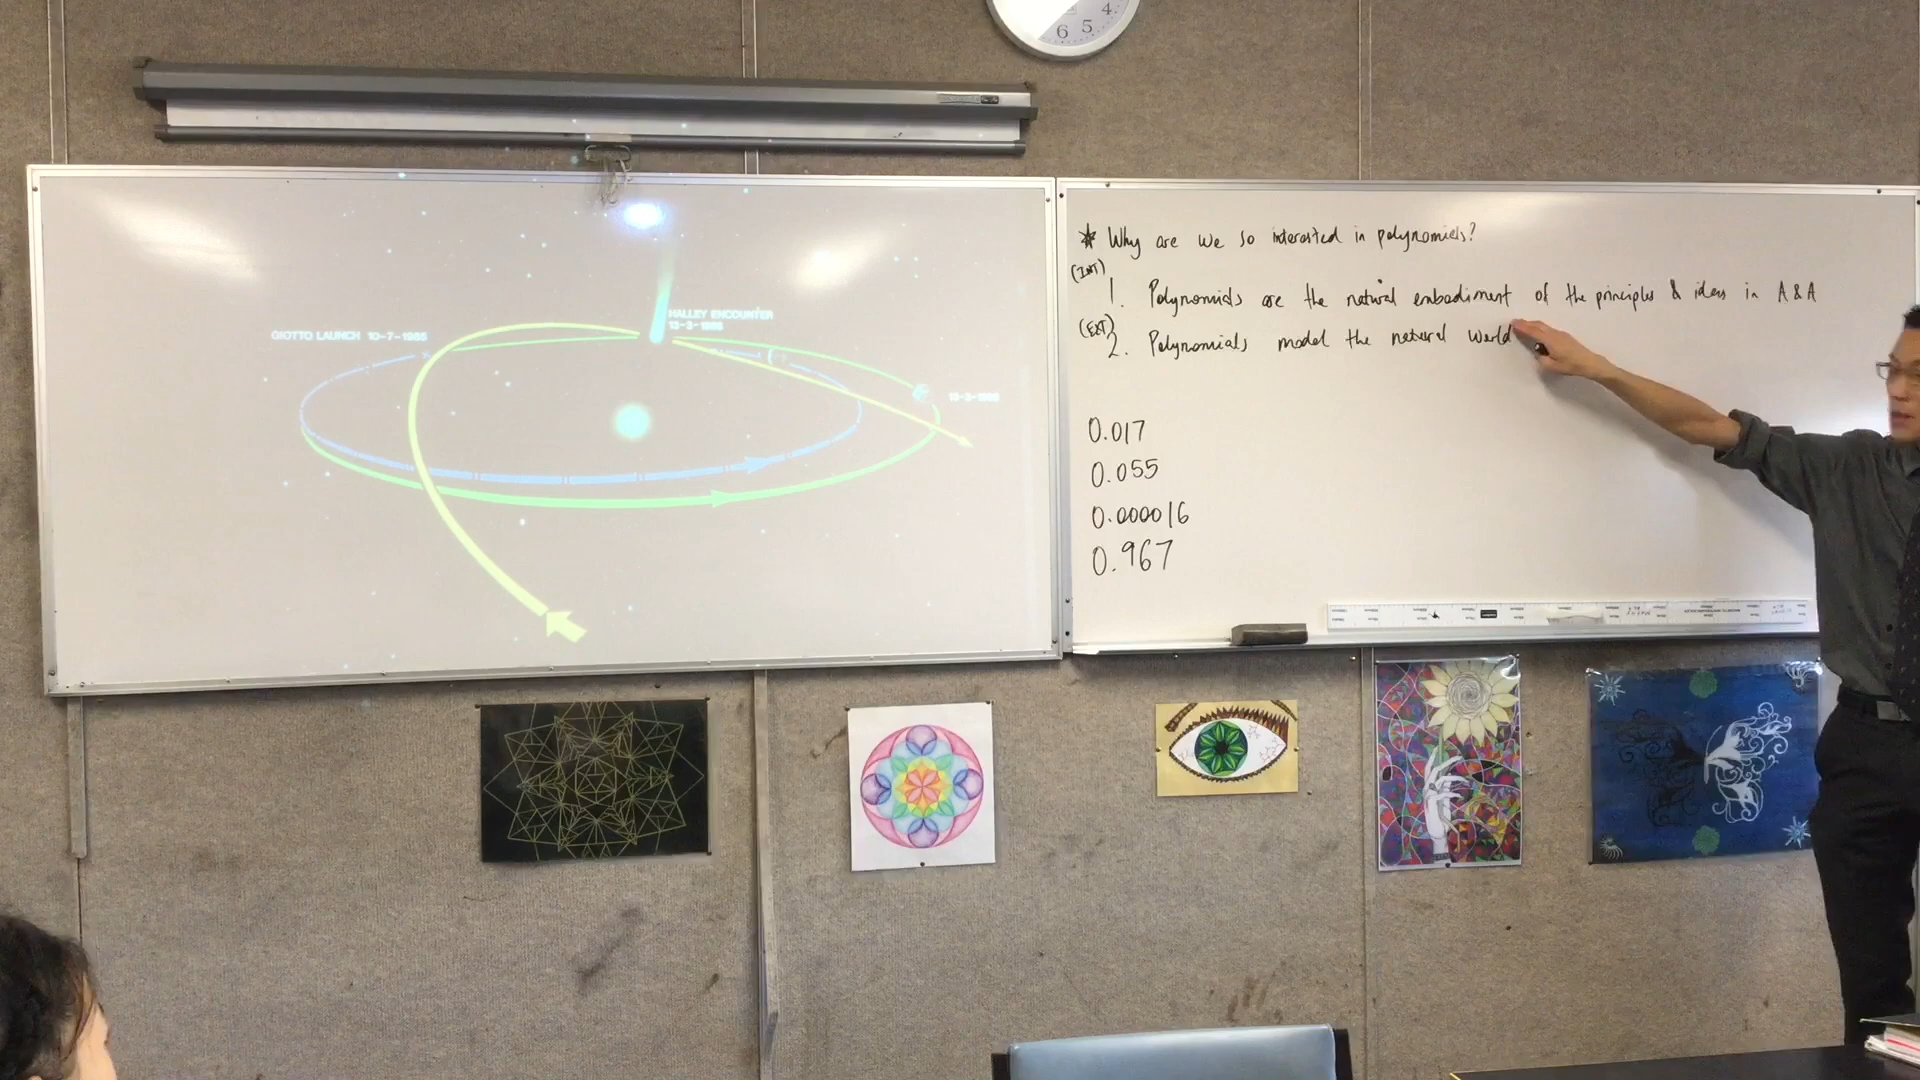 4
5
6
HALLEY ENCOUNTER
13-3-1986
GIOTTO LAUNCH 10-7-1985
13-3-1986
* Why are we so interested in polynomials?
(INT)
1. Polynomials are the natural embodiment of the principles & ideas in A & A
(EXT)
2. Polynomials model the natural world
0.017
0.055
0.000016
0.967